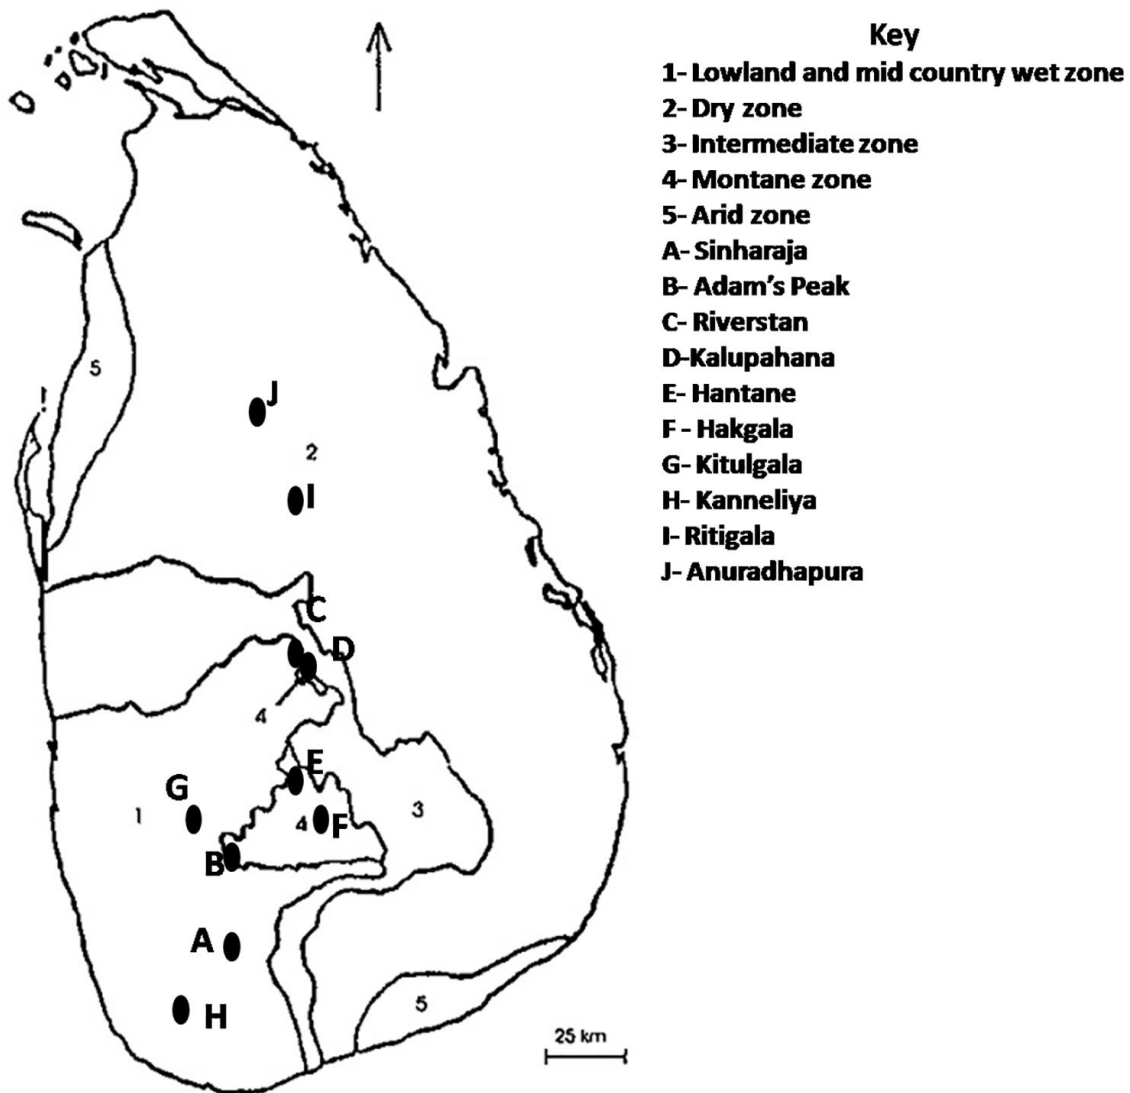 Key
1- Lowland and mid country wet zone
2- Dry zone
3- Intermediate zone
4- Montane zone
5- Arid zone
A- Sinharaja
B- Adam's Peak
C- Riverstan
D-Kalupahana
E- Hantane
F - Hakgala
G- Kitulgala
H- Kanneliya
I- Ritigala
J- Anuradhapura
5
J
2
I
C
D
4
E
G
1
4
F
3
B
A
H
5
25 km